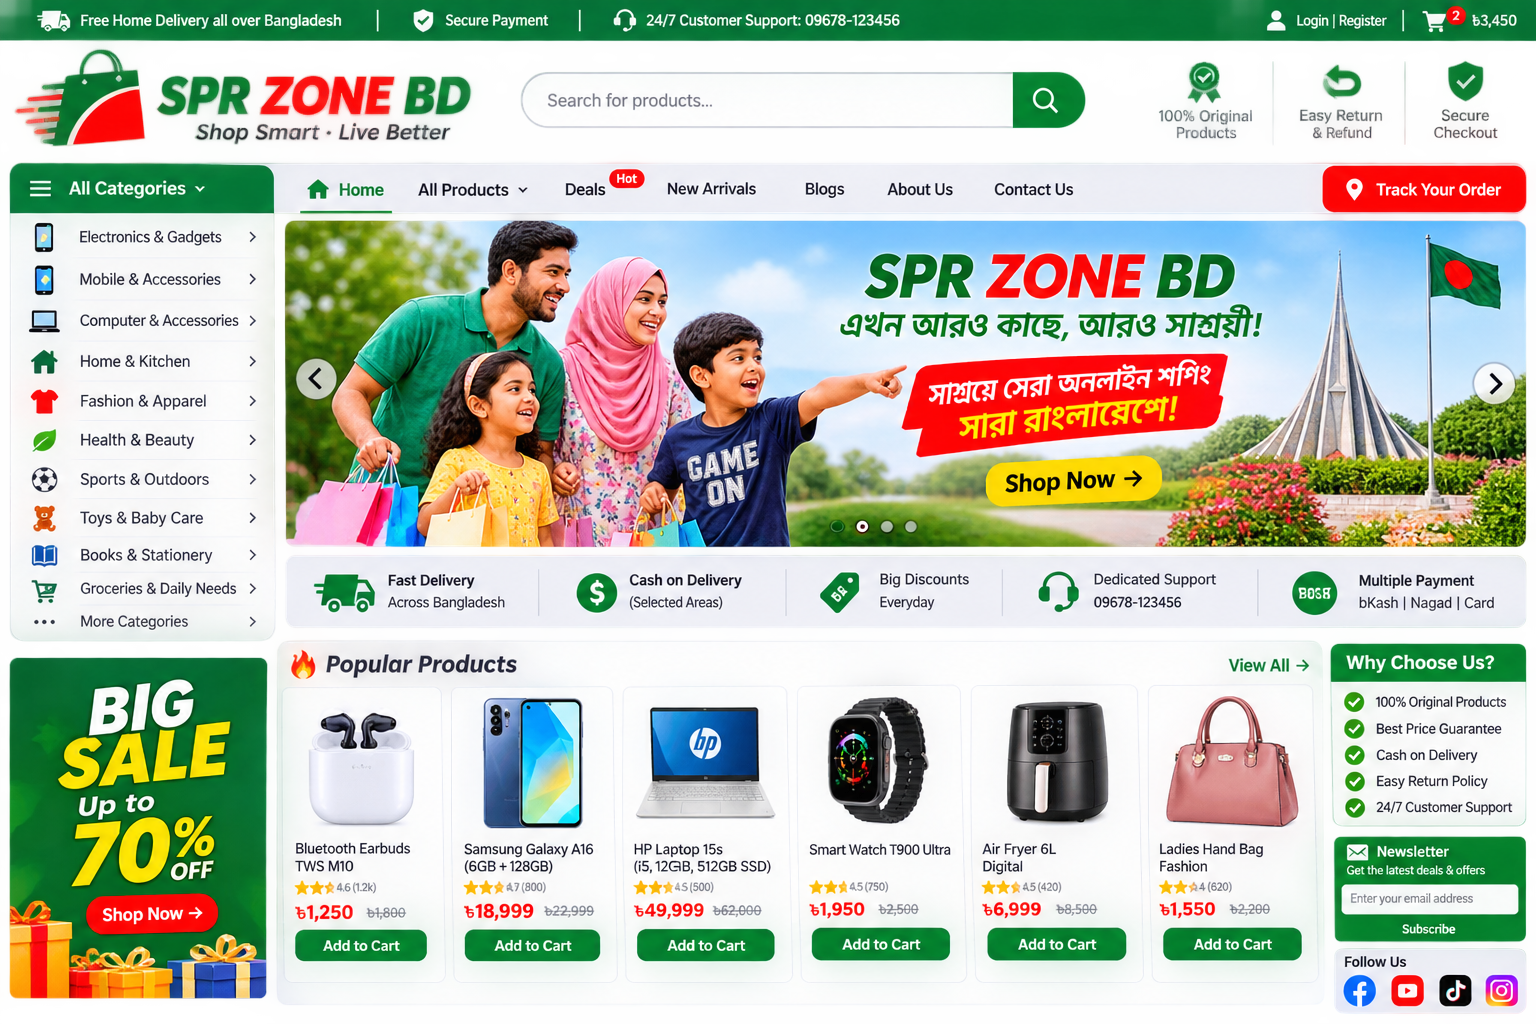 Free Home Delivery all over Bangladesh
Secure Payment
24/7 Customer Support: 09678-123456
Login | Register
2
৳3,450
SPR ZONE BD
Shop Smart · Live Better
Search for products...
100% Original
Products
Easy Return
& Refund
Secure
Checkout
All Categories
Home
All Products
Deals
Hot
New Arrivals
Blogs
About Us
Contact Us
Track Your Order
Electronics & Gadgets
Mobile & Accessories
Computer & Accessories
Home & Kitchen
Fashion & Apparel
Health & Beauty
Sports & Outdoors
Toys & Baby Care
Books & Stationery
Groceries & Daily Needs
More Categories
SPR ZONE BD
এখন আরও কাছে, আরও সাশ্রয়ী!
সাশ্রয়ে সেরা অনলাইন শপিং
সারা রাংলায়েশে!
Shop Now →
GAME
ON
Fast Delivery
Across Bangladesh
$
Cash on Delivery
(Selected Areas)
Big Discounts
Everyday
Dedicated Support
09678-123456
Multiple Payment
bKash | Nagad | Card
BIG
SALE
Up to
70%
OFF
Shop Now →
Popular Products
View All →
hp
Bluetooth Earbuds
TWS M10
4.6 (1.2k)
৳1,250 ৳1,800
Add to Cart
Samsung Galaxy A16
(6GB + 128GB)
4.7 (800)
৳18,999 ৳22,999
Add to Cart
HP Laptop 15s
(i5, 12GB, 512GB SSD)
4.5 (500)
৳49,999 ৳62,000
Add to Cart
Smart Watch T900 Ultra
4.5 (750)
৳1,950 ৳2,500
Add to Cart
Air Fryer 6L
Digital
4.5 (420)
৳6,999 ৳8,500
Add to Cart
Ladies Hand Bag
Fashion
4.4 (620)
৳1,550 ৳2,200
Add to Cart
Why Choose Us?
100% Original Products
Best Price Guarantee
Cash on Delivery
Easy Return Policy
24/7 Customer Support
Newsletter
Get the latest deals & offers
Enter your email address
Subscribe
Follow Us